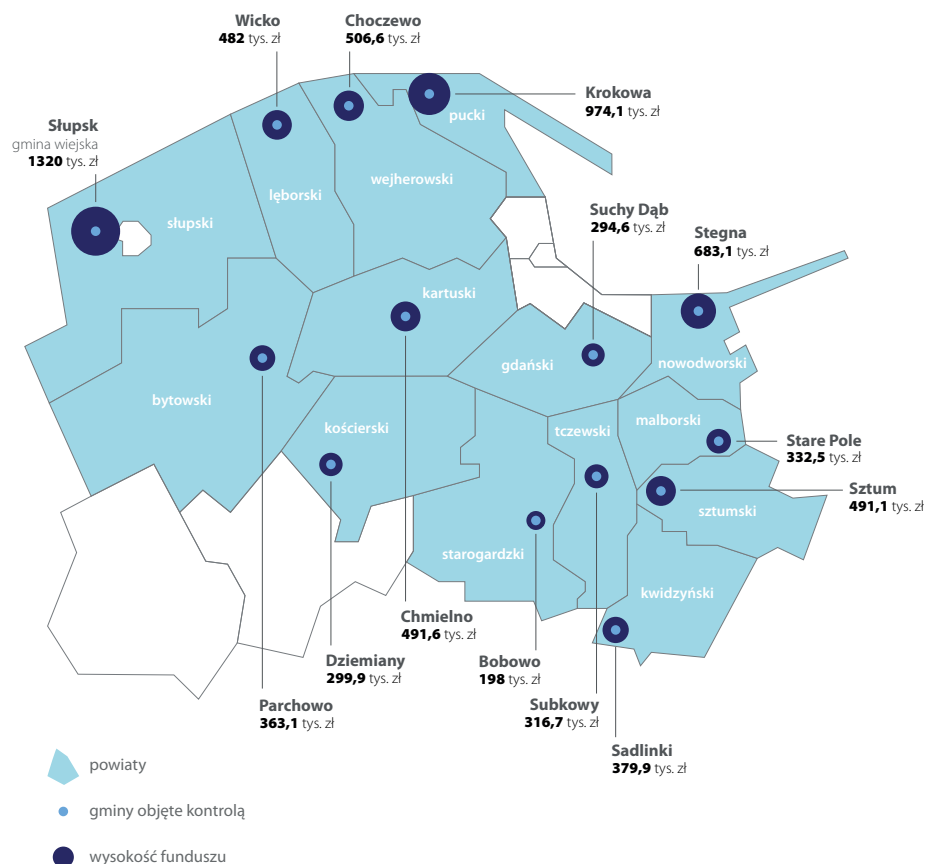 Wicko
482 tys. zł
Choczewo
506,6 tys. zł
Krokowa
974,1 tys. zł
pucki
Słupsk
gmina wiejska
1320 tys. zł
wejherowski
lęborski
słupski
Suchy Dąb
294,6 tys. zł
Stegna
683,1 tys. zł
kartuski
gdański
nowodworski
bytowski
kościerski
tczewski
malborski
Stare Pole
332,5 tys. zł
Sztum
491,1 tys. zł
sztumski
starogardzki
kwidzyński
Chmielno
491,6 tys. zł
Dziemiany
299,9 tys. zł
Bobowo
198 tys. zł
Parchowo
363,1 tys. zł
Subkowy
316,7 tys. zł
Sadlinki
379,9 tys. zł
powiaty
gminy objęte kontrolą
wysokość funduszu